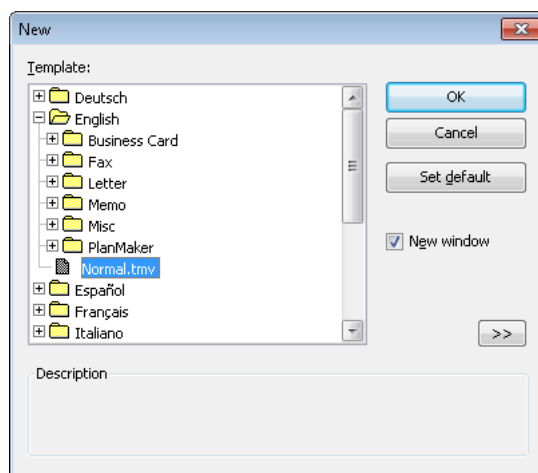 New
Template:
Deutsch
OK
English
Business Card
Cancel
Fax
Letter
Set default
Memo
Misc
New window
PlanMaker
Normal.tmv
Español
Français
Italiano
>>
Description